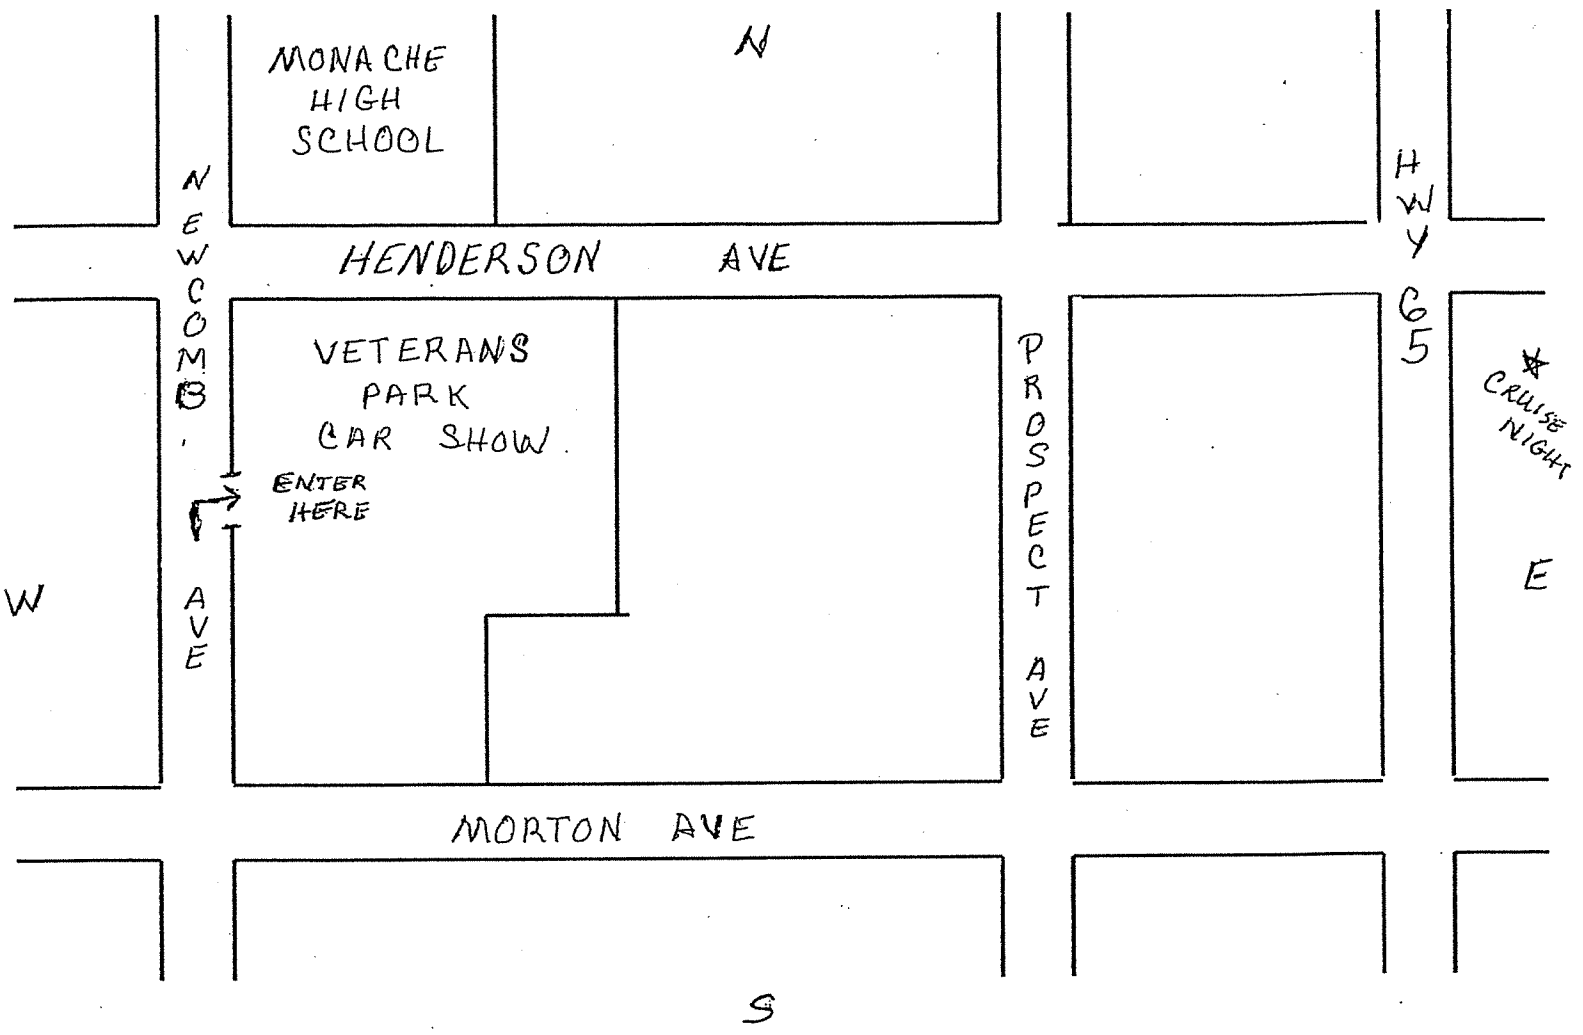 N
MONACHE
HIGH
SCHOOL
NEWCOMB AVE
HENDERSON AVE
HWY 65
VETERANS
PARK
CAR SHOW
ENTER
HERE
PROSPECT AVE
CRUISE
NIGHT
W
E
MORTON AVE
S